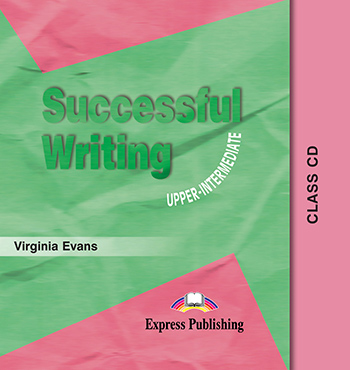 Successful
Writing
UPPER-INTERMEDIATE
Virginia Evans
Express Publishing
CLASS CD